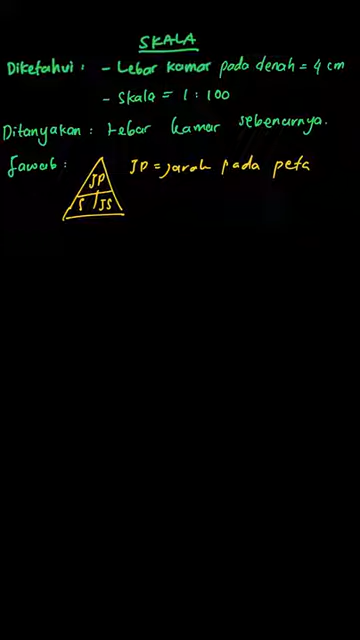 SKALA
Diketahui : - Lebar kamar pada denah = 4 cm
- Skala = 1 : 100
Ditanyakan : Lebar kamar sebenarnya.
Jawab :
JP
S JS
JP = jarak pada peta